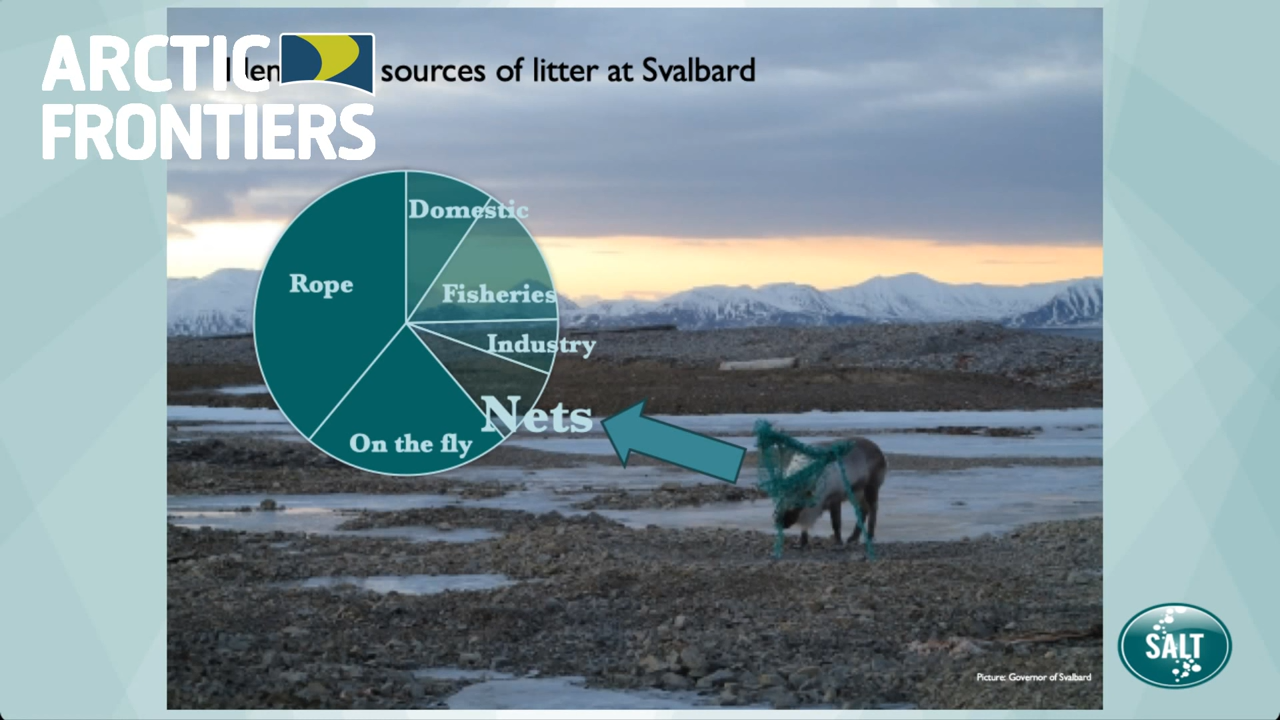 ARCTIC
FRONTIERS
sources of litter at Svalbard
Domestic
Rope
Fisheries
Industry
Nets
On the fly
SALT
Picture: Governor of Svalbard